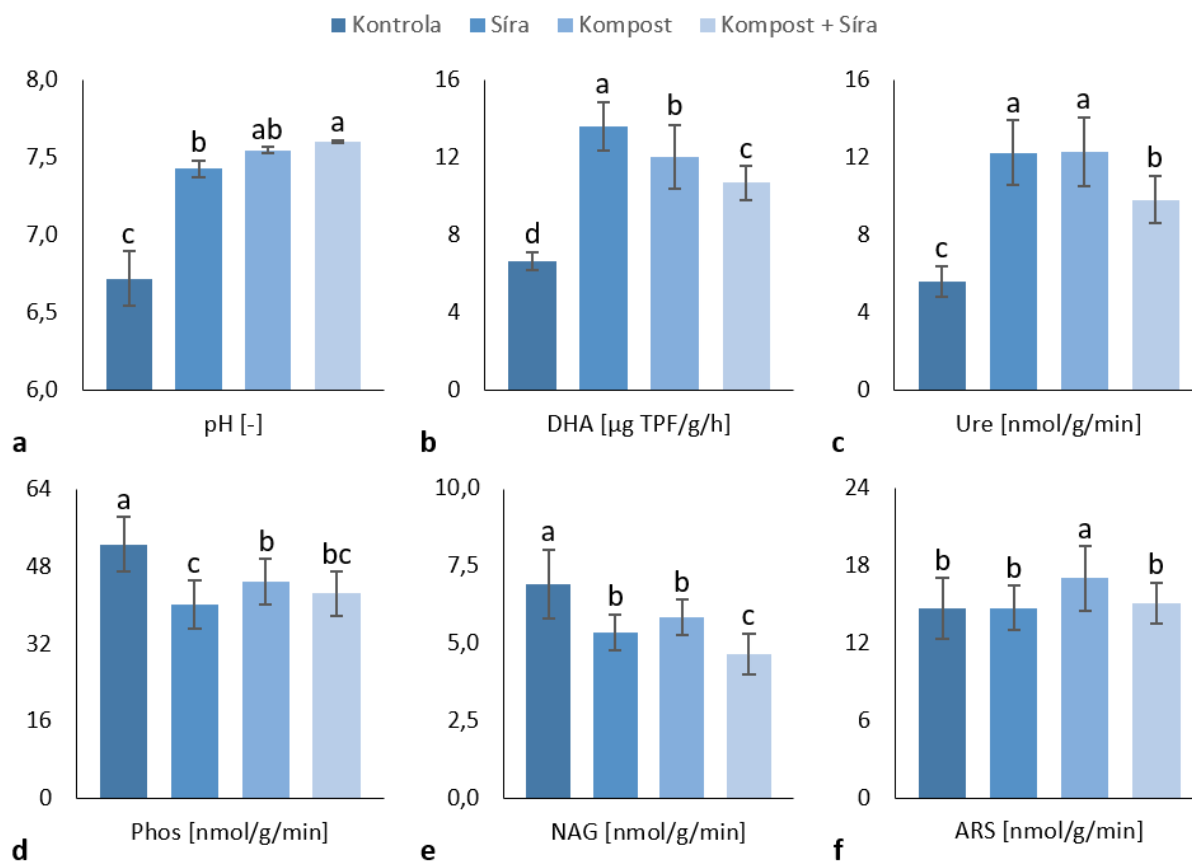 Kontrola Síra Kompost Kompost + Síra
8,0
7,5
7,0
6,5
6,0
c
b
ab
a
pH [-]
a
16
12
8
4
0
d
a
b
c
DHA [µg TPF/g/h]
b
16
12
8
4
0
c
a
a
b
Ure [nmol/g/min]
c
64
48
32
16
0
a
c
b
bc
Phos [nmol/g/min]
d
10,0
7,5
5,0
2,5
0,0
a
b
b
c
NAG [nmol/g/min]
e
24
18
12
6
0
b
b
a
b
ARS [nmol/g/min]
f